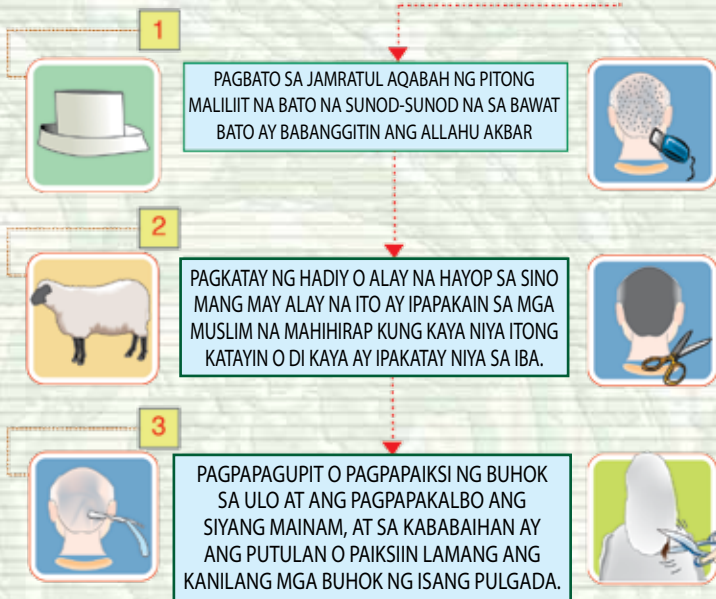 1
PAGBATO SA JAMRATUL AQABAH NG PITONG
MALILIIT NA BATO NA SUNOD-SUNOD NA SA BAWAT
BATO AY BABANGGITIN ANG ALLAHU AKBAR
2
PAGKATAY NG HADIY O ALAY NA HAYOP SA SINO
MANG MAY ALAY NA ITO AY IPAPAKAIN SA MGA
MUSLIM NA MAHIHIRAP KUNG KAYA NIYA ITONG
KATAYIN O DI KAYA AY IPAKATAY NIYA SA IBA.
3
PAGPAPAGUPIT O PAGPAPAIKSI NG BUHOK
SA ULO AT ANG PAGPAPAKALBO ANG
SIYANG MAINAM, AT SA KABABAIHAN AY
ANG PUTULAN O PAIKSIIN LAMANG ANG
KANILANG MGA BUHOK NG ISANG PULGADA.